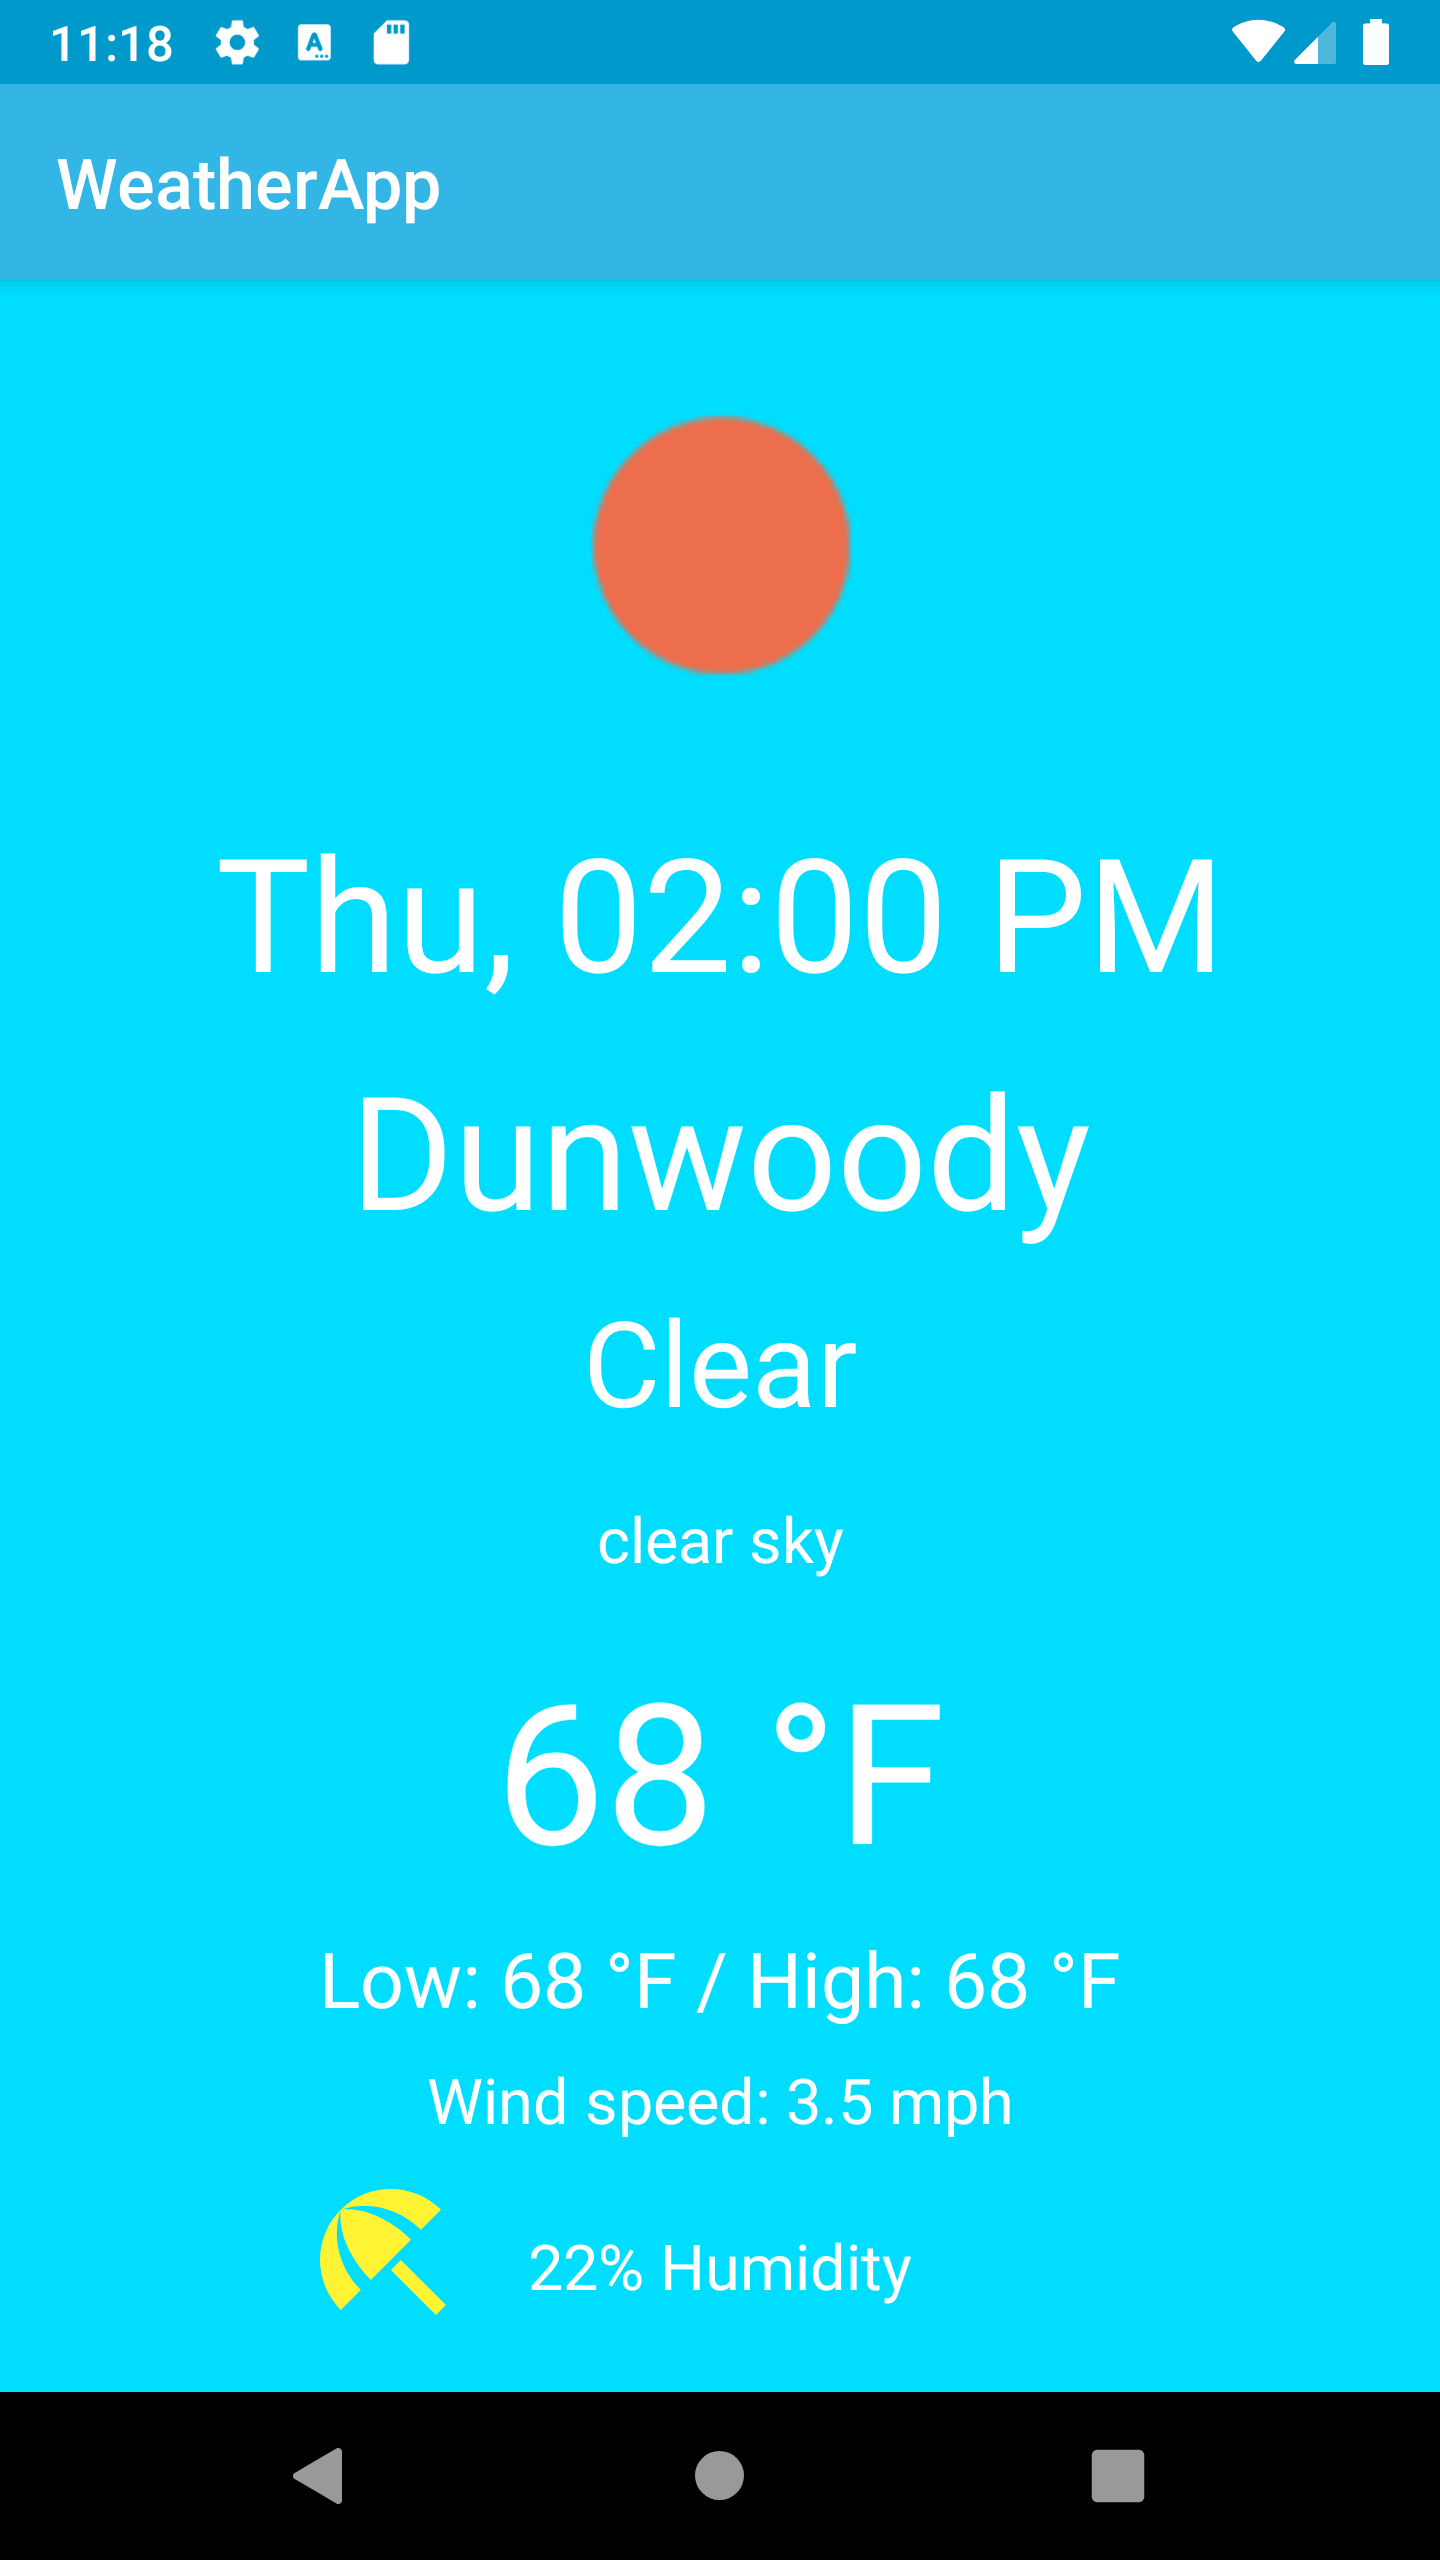 11:18
WeatherApp
Thu, 02:00 PM
Dunwoody
Clear
clear sky
68 °F
Low: 68 °F / High: 68 °F
Wind speed: 3.5 mph
22% Humidity